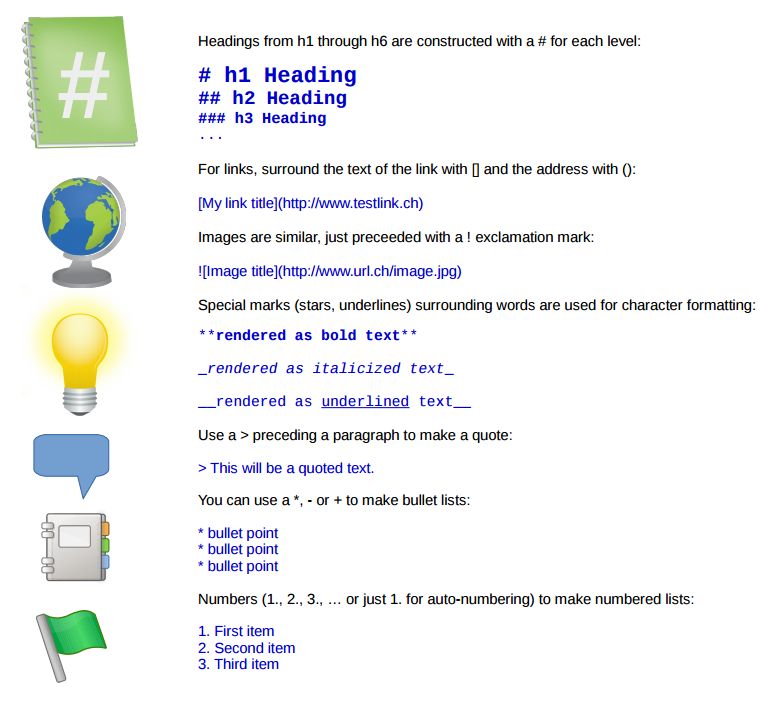 #
Headings from h1 through h6 are constructed with a # for each level:
# h1 Heading
## h2 Heading
### h3 Heading
...
For links, surround the text of the link with [] and the address with ():
[My link title](http://www.testlink.ch)
Images are similar, just preceeded with a ! exclamation mark:
![Image title](http://www.url.ch/image.jpg)
Special marks (stars, underlines) surrounding words are used for character formatting:
**rendered as bold text**
_rendered as italicized text_
__rendered as underlined text__
Use a > preceding a paragraph to make a quote:
> This will be a quoted text.
You can use a *, - or + to make bullet lists:
* bullet point
* bullet point
* bullet point
Numbers (1., 2., 3., … or just 1. for auto-numbering) to make numbered lists:
1. First item
2. Second item
3. Third item